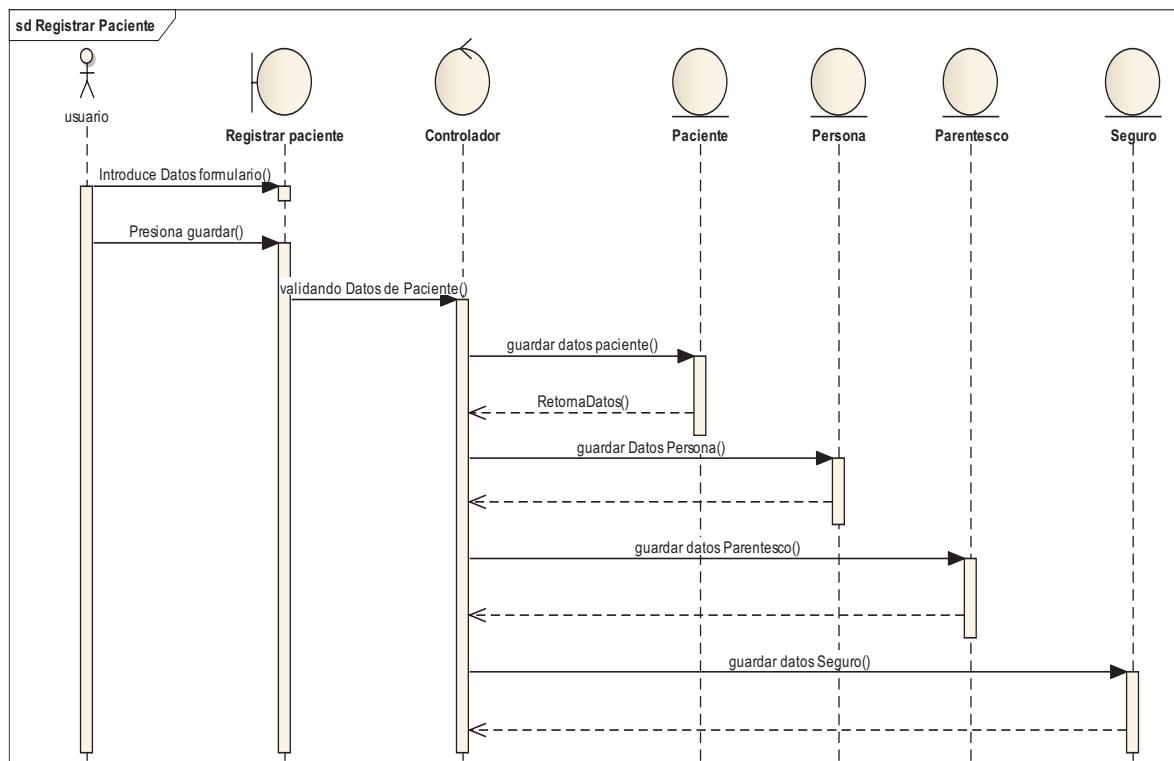 sd Registrar Paciente
usuario
Registrar paciente
Controlador
Paciente
Persona
Parentesco
Seguro
Introduce Datos formulario()
Presiona guardar()
validando Datos de Paciente()
guardar datos paciente()
RetornaDatos()
guardar Datos Persona()
guardar datos Parentesco()
guardar datos Seguro()